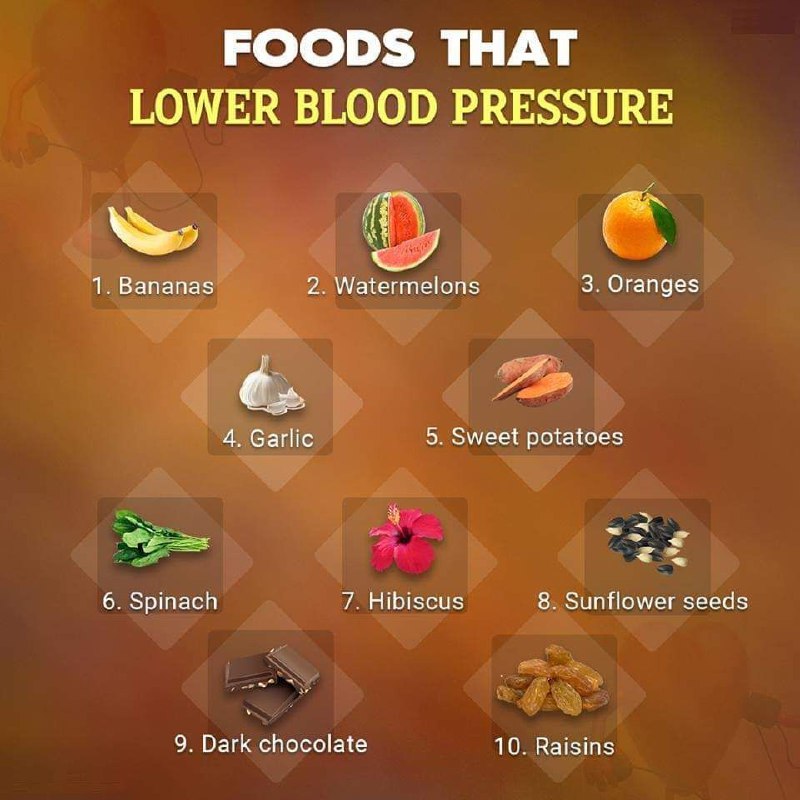 FOODS THAT
LOWER BLOOD PRESSURE
1. Bananas
2. Watermelons
3. Oranges
4. Garlic
5. Sweet potatoes
6. Spinach
7. Hibiscus
8. Sunflower seeds
9. Dark chocolate
10. Raisins